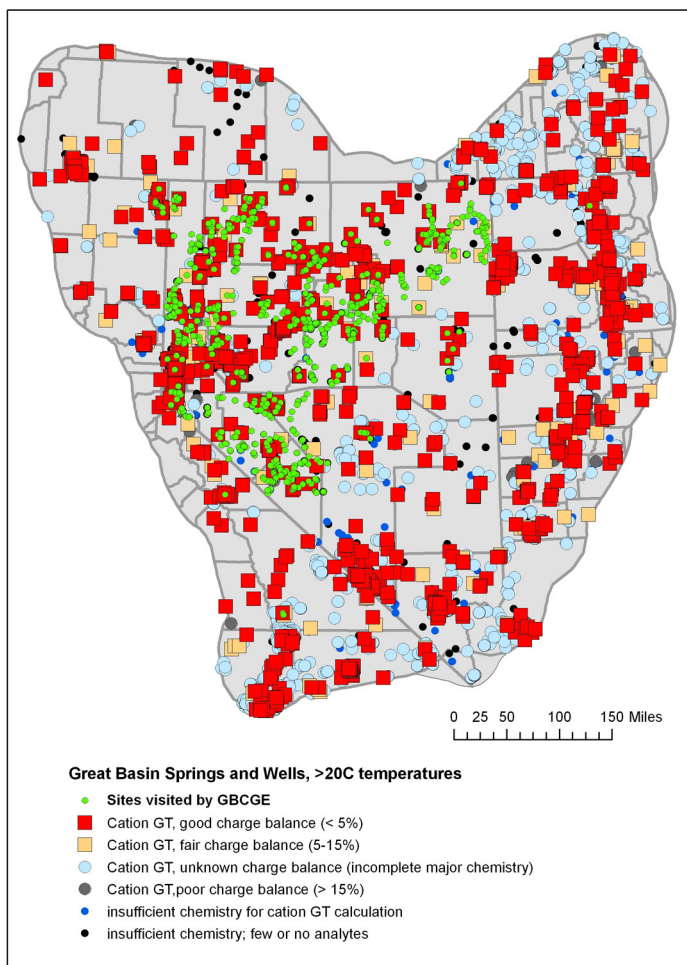 0 25 50 100 150 Miles
Great Basin Springs and Wells, >20C temperatures
Sites visited by GBCGE
Cation GT, good charge balance (< 5%)
Cation GT, fair charge balance (5-15%)
Cation GT, unknown charge balance (incomplete major chemistry)
Cation GT,poor charge balance (> 15%)
insufficient chemistry for cation GT calculation
insufficient chemistry; few or no analytes